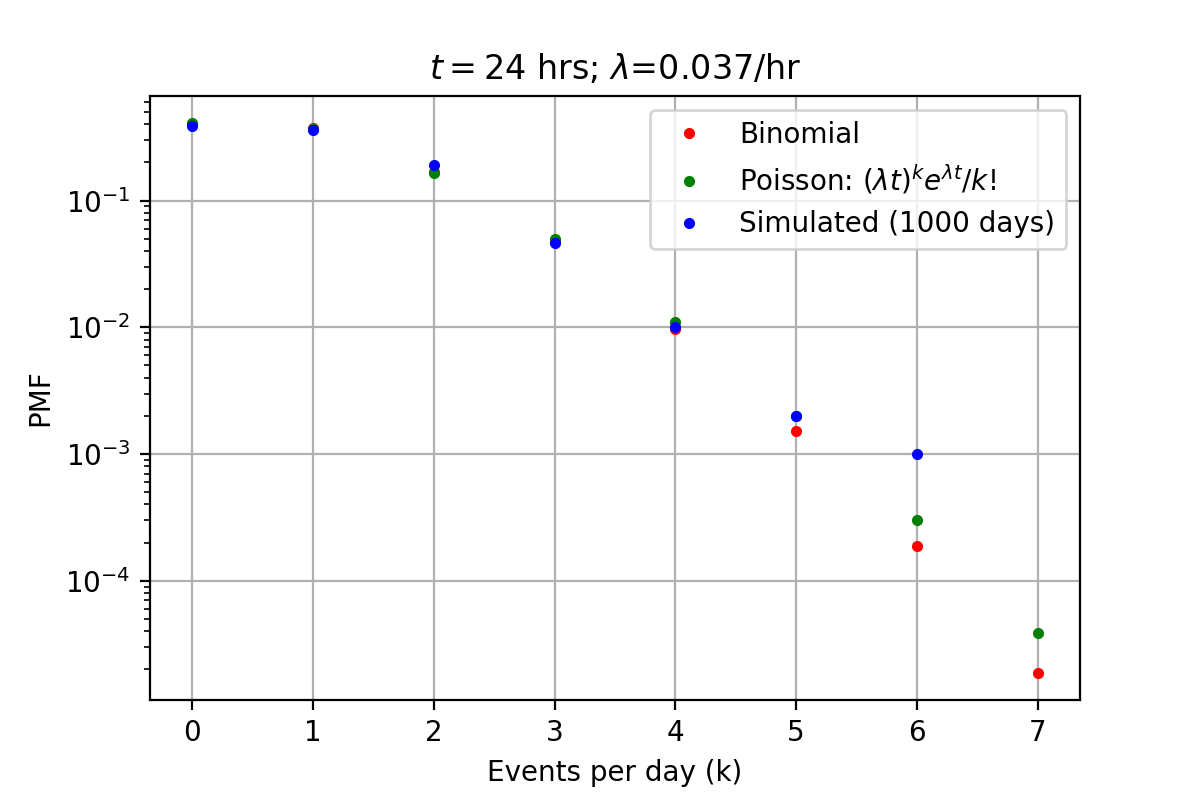 t = 24 hrs; λ=0.037/hr
Binomial
Poisson: (λt)^k e^{λt}/k!
Simulated (1000 days)
PMF
10⁻¹
10⁻²
10⁻³
10⁻⁴
0 1 2 3 4 5 6 7
Events per day (k)